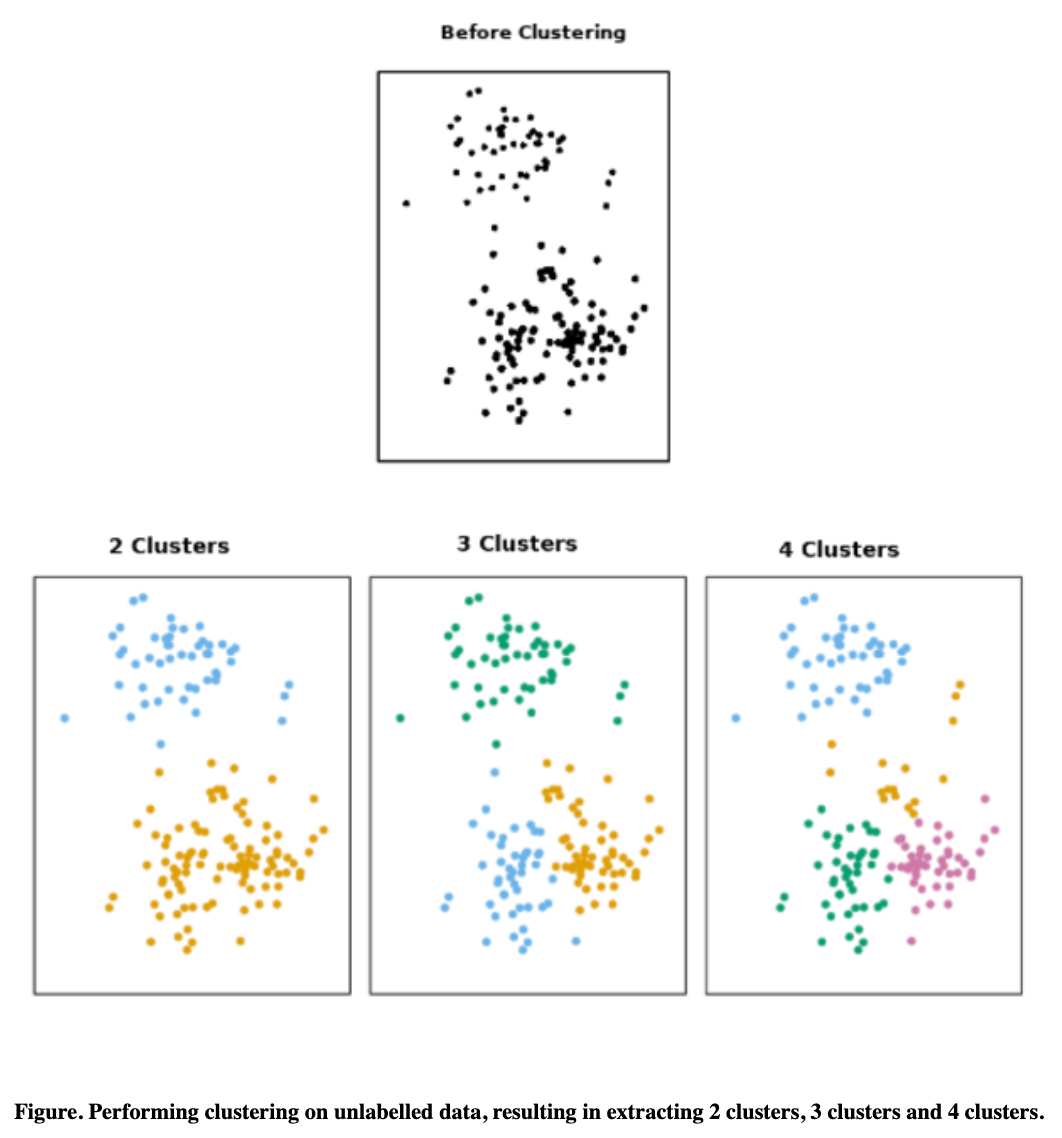 Before Clustering
2 Clusters
3 Clusters
4 Clusters
Figure. Performing clustering on unlabelled data, resulting in extracting 2 clusters, 3 clusters and 4 clusters.